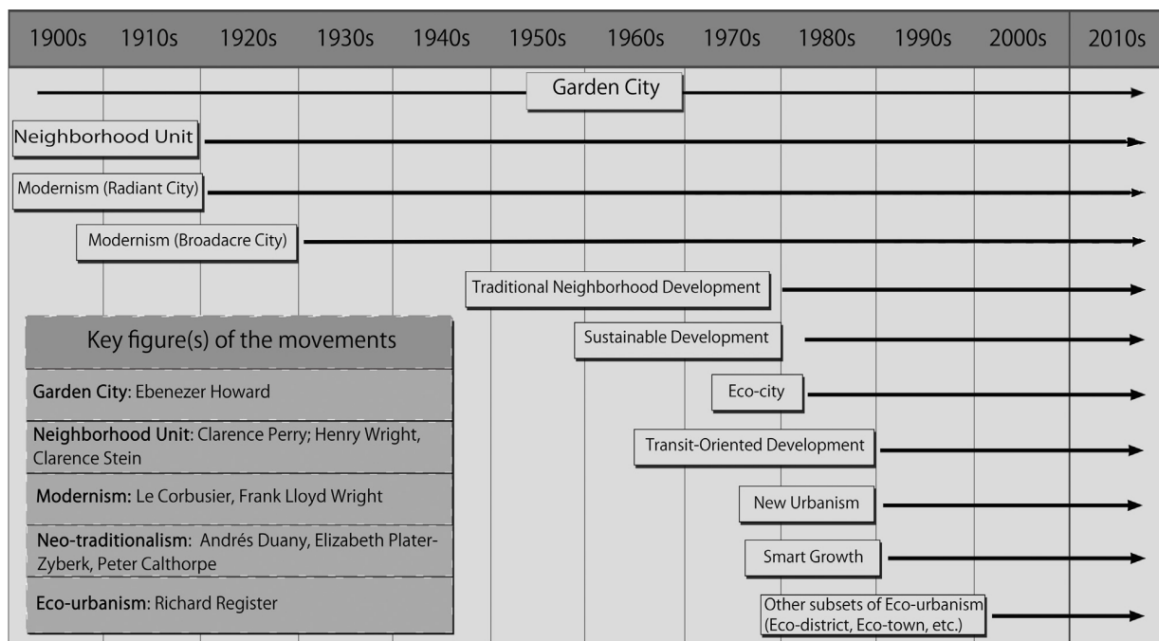 1900s 1910s 1920s 1930s 1940s 1950s 1960s 1970s 1980s 1990s 2000s 2010s
Garden City
Neighborhood Unit
Modernism (Radiant City)
Modernism (Broadacre City)
Traditional Neighborhood Development
Sustainable Development
Eco-city
Transit-Oriented Development
New Urbanism
Smart Growth
Other subsets of Eco-urbanism
(Eco-district, Eco-town, etc.)
Key figure(s) of the movements
Garden City: Ebenezer Howard
Neighborhood Unit: Clarence Perry; Henry Wright,
Clarence Stein
Modernism: Le Corbusier, Frank Lloyd Wright
Neo-traditionalism: Andrés Duany, Elizabeth Plater-
Zyberk, Peter Calthorpe
Eco-urbanism: Richard Register